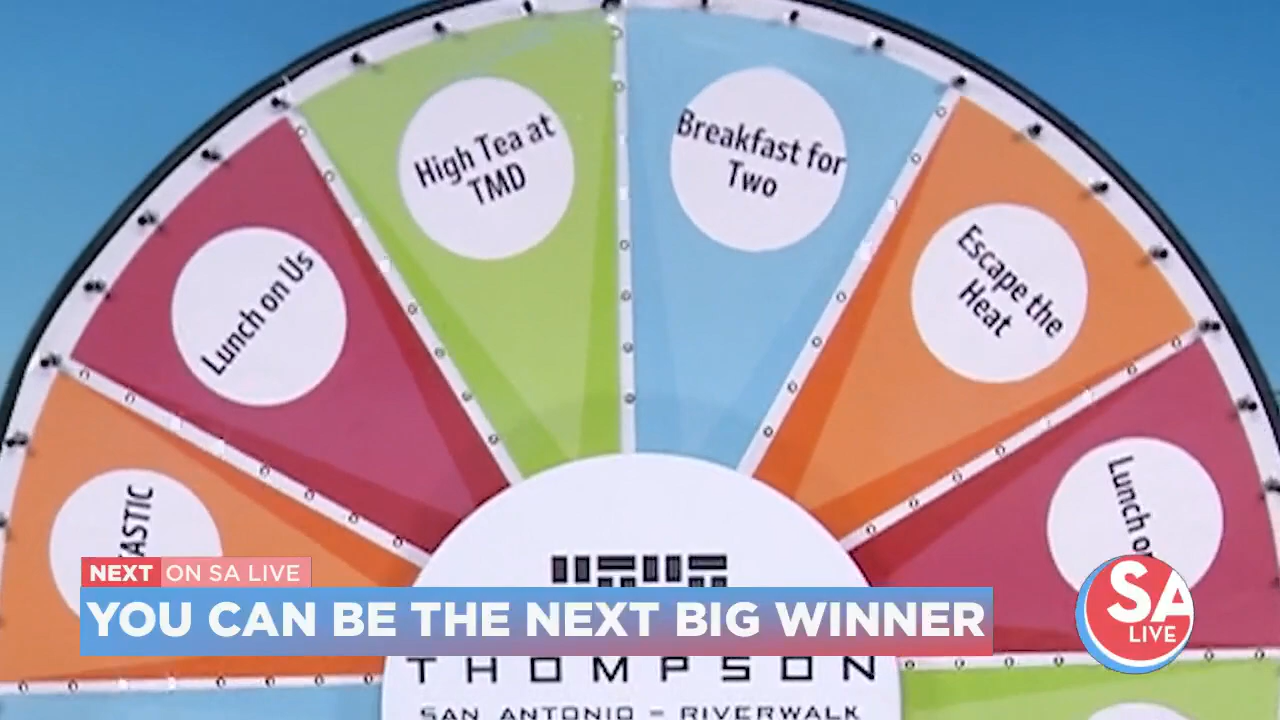 High Tea at
TMD
Breakfast for
Two
Lunch on Us
Escape the
Heat
Lunch
NEXT ON SA LIVE
YOU CAN BE THE NEXT BIG WINNER
SA
LIVE
THOMPSON
SAN ANTONIO - RIVERWALK